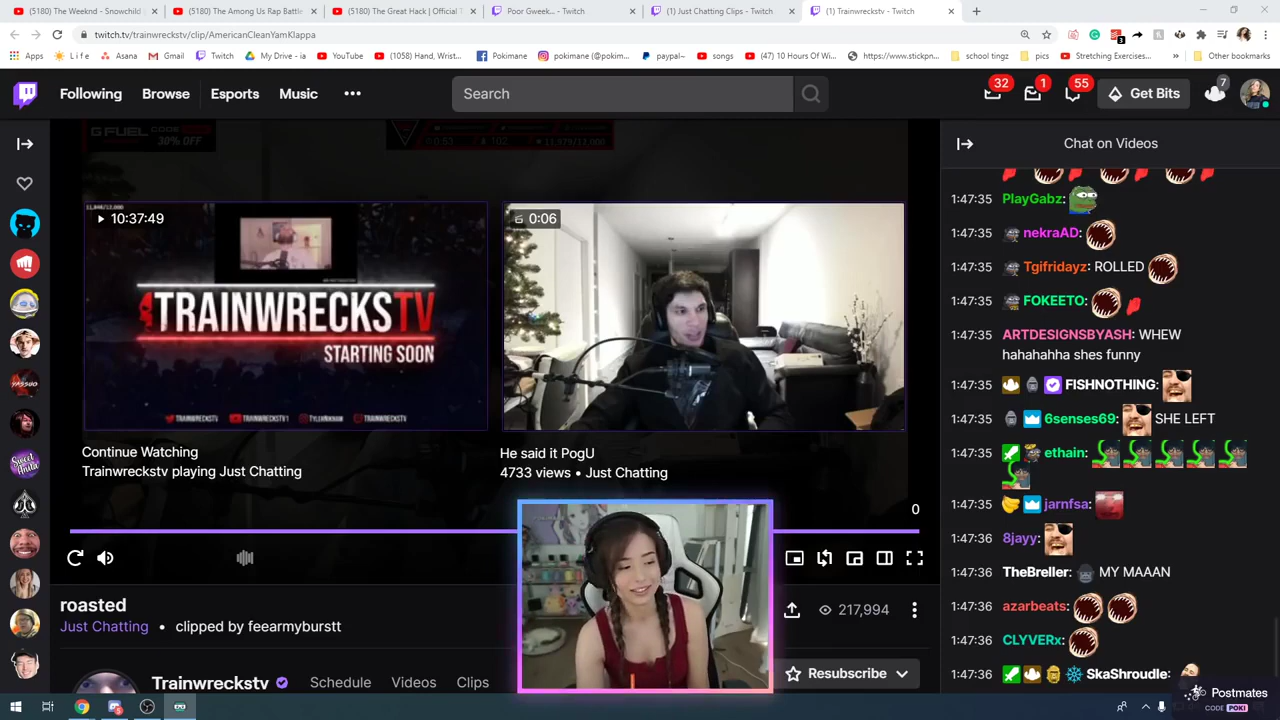 (5180) The Weeknd - Snowchild
(5180) The Among Us Rap Battle
(5180) The Great Hack | Official T
Poor Gweek... - Twitch
(1) Just Chatting Clips - Twitch
(1) Trainwreckstv - Twitch
twitch.tv/trainwreckstv/clip/AmericanCleanYamKlappa
Apps
L i f e
Asana
Gmail
Twitch
My Drive - ia
YouTube
(1058) Hand, Wrist...
Facebook
Pokimane
pokimane (@pokim...
paypal~
songs
(47) 10 Hours Of Wi...
https://www.stickpn...
school tingz
pics
Stretching Exercises...
»
Other bookmarks
Following
Browse
Esports
Music
Search
32
1
55
Get Bits
7
G FUEL CODE
30% OFF
Chat on Videos
10:37:49
TRAINWRECKSTV
STARTING SOON
0:06
Continue Watching
Trainwreckstv playing Just Chatting
He said it PogU
4733 views • Just Chatting
0
roasted
Just Chatting • clipped by feearmyburstt
217,994
Trainwreckstv
Schedule
Videos
Clips
Resubscribe
1:47:35 PlayGabz:
1:47:35 nekraAD:
1:47:35 Tgifridayz: ROLLED
1:47:35 FOKEETO:
1:47:35 ARTDESIGNSBYASH: WHEW
hahahahha shes funny
1:47:35 FISHNOTHING:
1:47:35 6senses69: SHE LEFT
1:47:35 ethain:
1:47:35 jarnfsa:
1:47:36 8jayy:
1:47:36 TheBreller: MY MAAAN
1:47:36 azarbeats:
1:47:36 CLYVERx:
1:47:36 SkaShroudle:
Postmates
CODE POKI